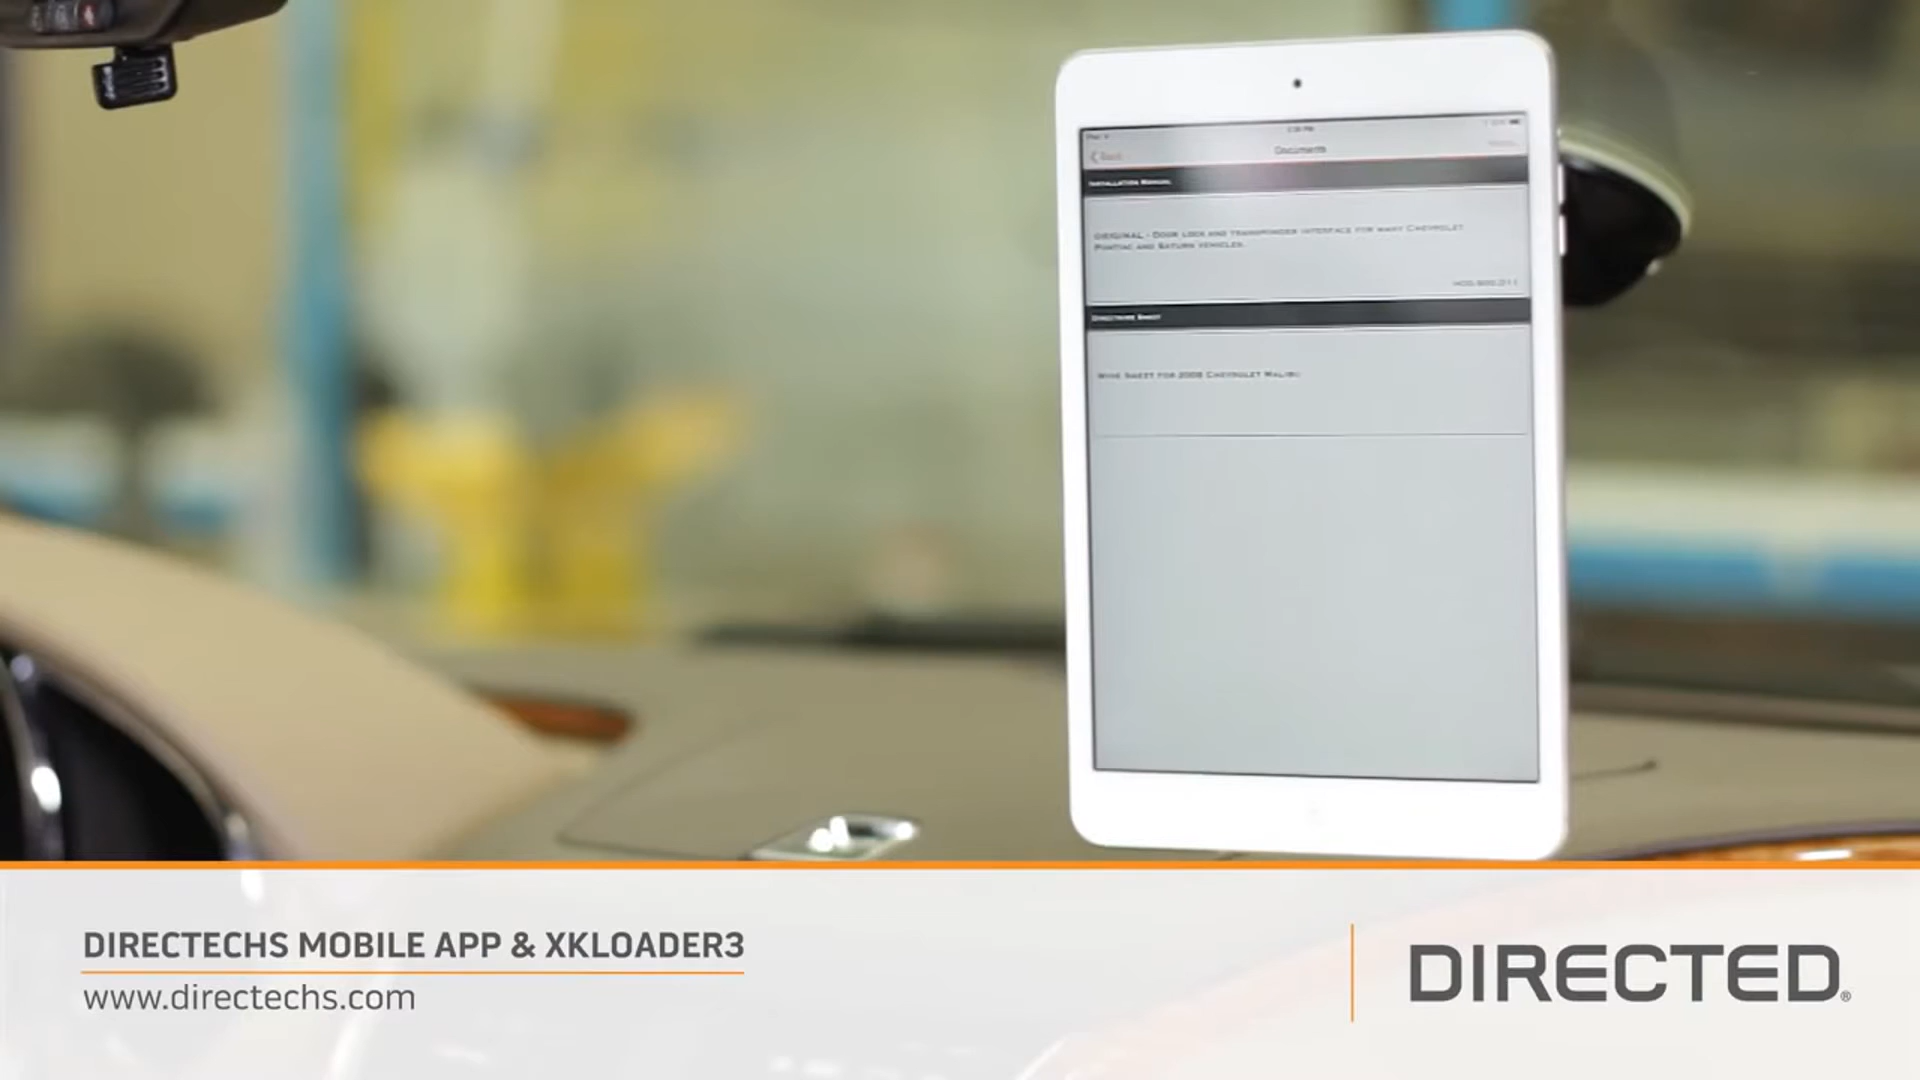 Back
Documents
INSTALLATION MANUAL
ORIGINAL - DOOR LOCK AND TRANSPONDER INTERFACE FOR MANY CHEVROLET
PONTIAC AND SATURN VEHICLES.
WIRE SHEET FOR 2008 CHEVROLET MALIBU
DIRECTECHS MOBILE APP & XKLOADER3
www.directechs.com
DIRECTED®